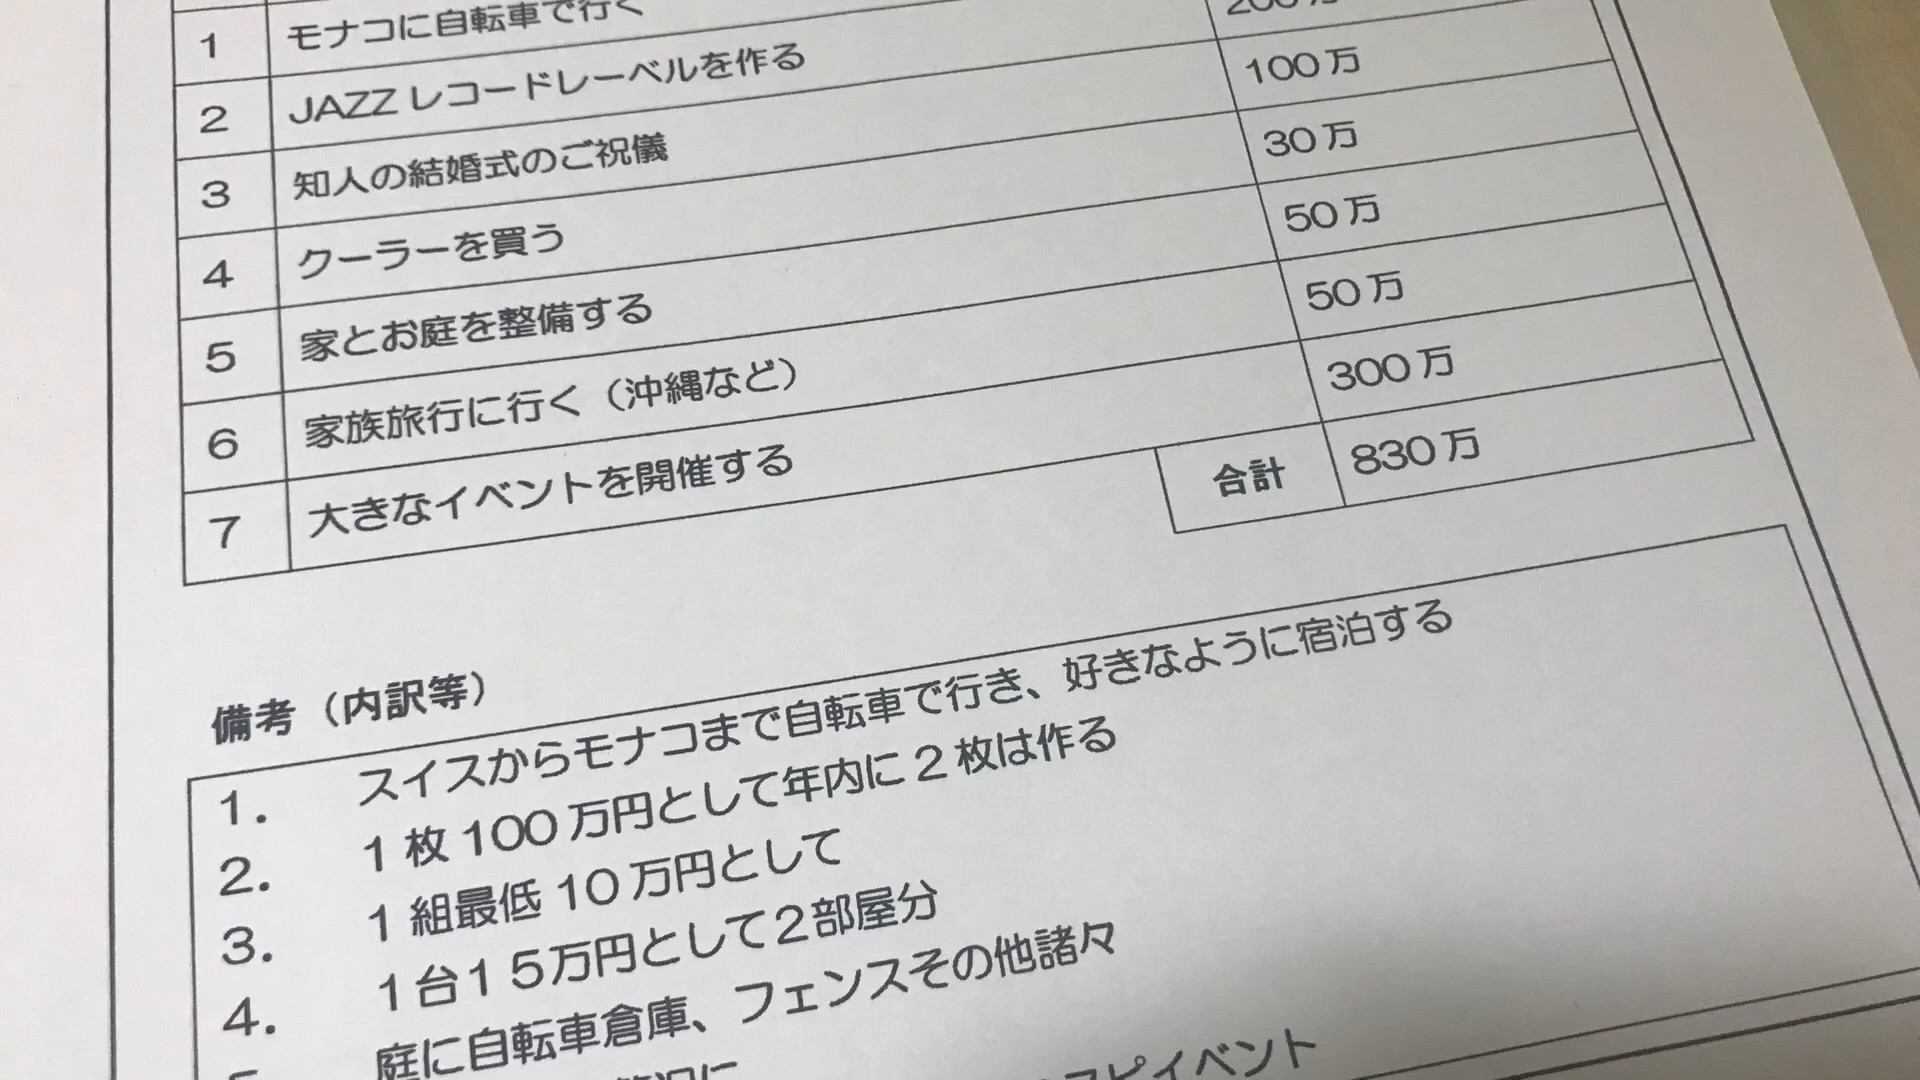 1 モナコに自転車で行く
2 JAZZ レコードレーベルを作る 200万
3 知人の結婚式のご祝儀 100万
4 クーラーを買う 30万
5 家とお庭を整備する 50万
6 家族旅行に行く（沖縄など） 50万
7 大きなイベントを開催する 300万
合計 830万
備考（内訳等）
1. スイスからモナコまで自転車で行き、好きなように宿泊する
2. 1枚100万円として年内に2枚は作る
3. 1組最低10万円として
4. 1台15万円として2部屋分
5. 庭に自転車倉庫、フェンスその他諸々
イベント